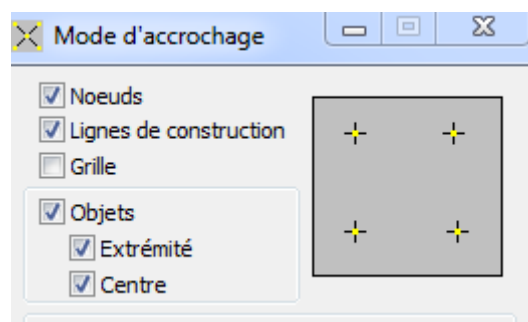 Mode d'accrochage
Noeuds
Lignes de construction
Grille
Objets
Extrémité
Centre